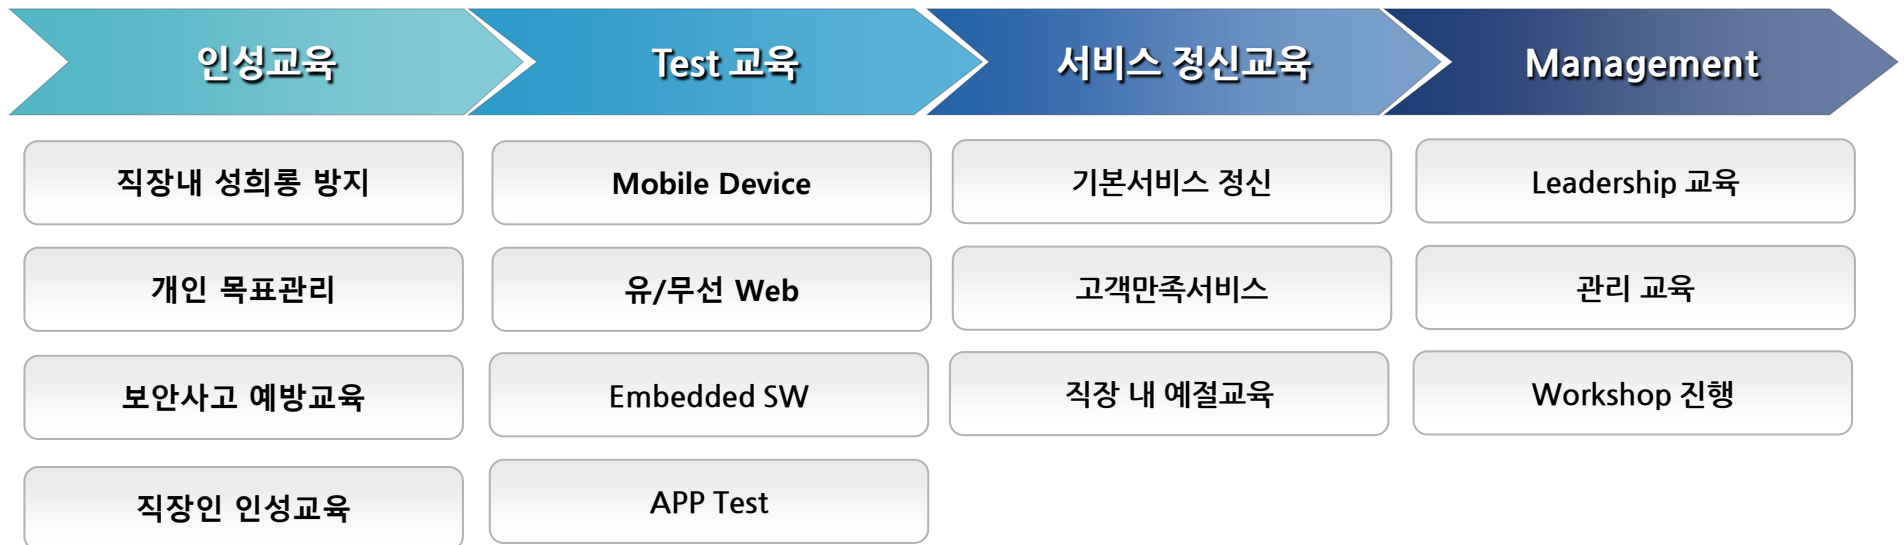 인성교육
Test 교육
서비스 정신교육
Management
직장내 성희롱 방지
Mobile Device
기본서비스 정신
Leadership 교육
개인 목표관리
유/무선 Web
고객만족서비스
관리 교육
보안사고 예방교육
Embedded SW
직장 내 예절교육
Workshop 진행
직장인 인성교육
APP Test